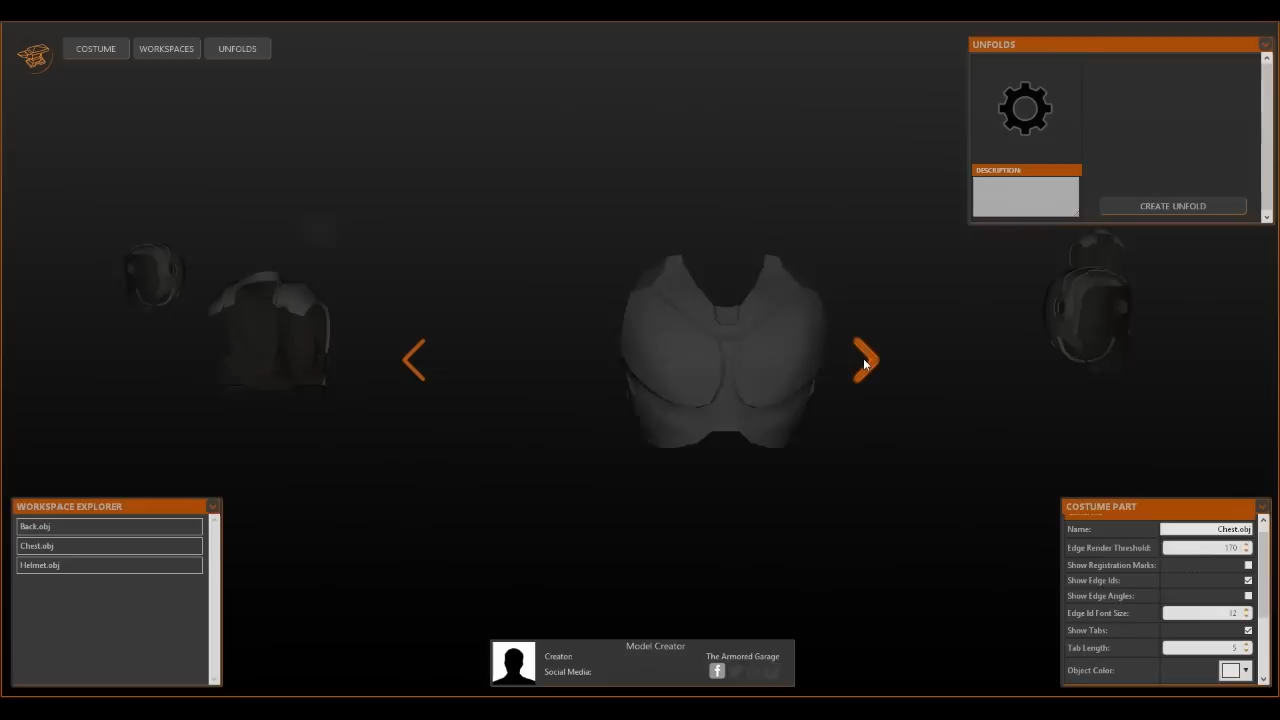 COSTUME
WORKSPACES
UNFOLDS
UNFOLDS
DESCRIPTION:
CREATE UNFOLD
WORKSPACE EXPLORER
Back.obj
Chest.obj
Helmet.obj
Model Creator
Creator:
The Armored Garage
Social Media:
COSTUME PART
Name:
Chest.obj
Edge Render Threshold:
170
Show Registration Marks:
Show Edge Ids:
Show Edge Angles:
Edge Id Font Size:
12
Show Tabs:
Tab Length:
5
Object Color: